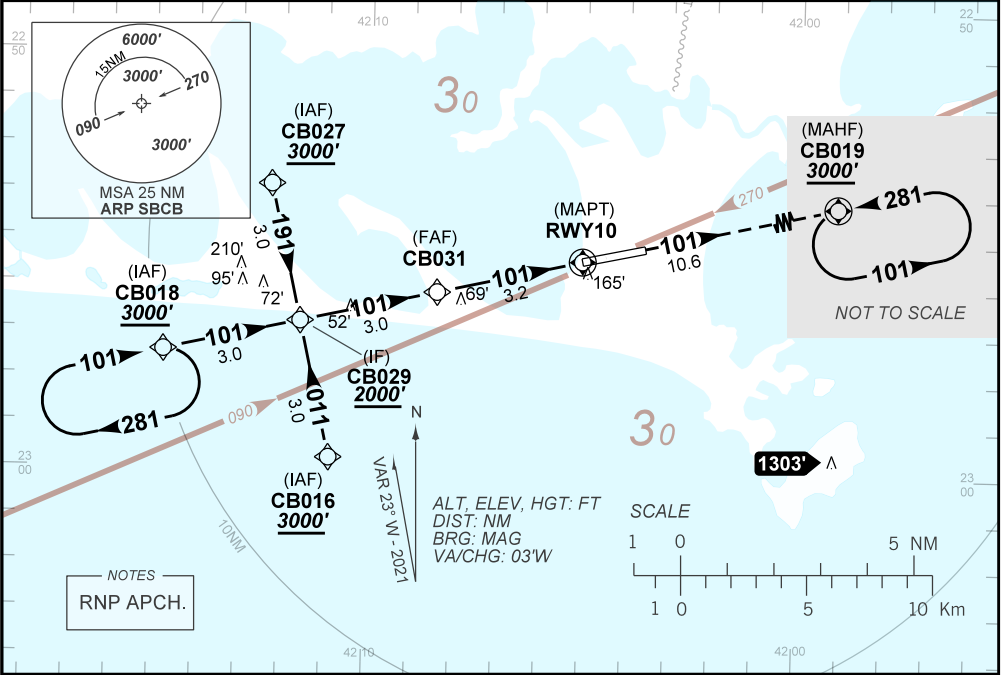 42 10
42 00
22
50
22
50
6000'
15NM
3000'
270
090
3000'
MSA 25 NM
ARP SBCB
30
(IAF)
CB027
3000'
(MAHF)
CB019
3000'
281
101
NOT TO SCALE
270
(MAPT)
RWY10
101
10.6
165'
191
3.0
(FAF)
CB031
101
3.2
69'
210'
95'
72'
52'
101
3.0
(IAF)
CB018
3000'
101
101
3.0
281
(IF)
CB029
2000'
090
011
3.0
(IAF)
CB016
3000'
30
1303'
23
00
23
00
N
VAR 23° W - 2021
ALT, ELEV, HGT: FT
DIST: NM
BRG: MAG
VA/CHG: 03'W
SCALE
1 0 5 NM
1 0 5 10 Km
10NM
NOTES
RNP APCH.
42 10
42 00